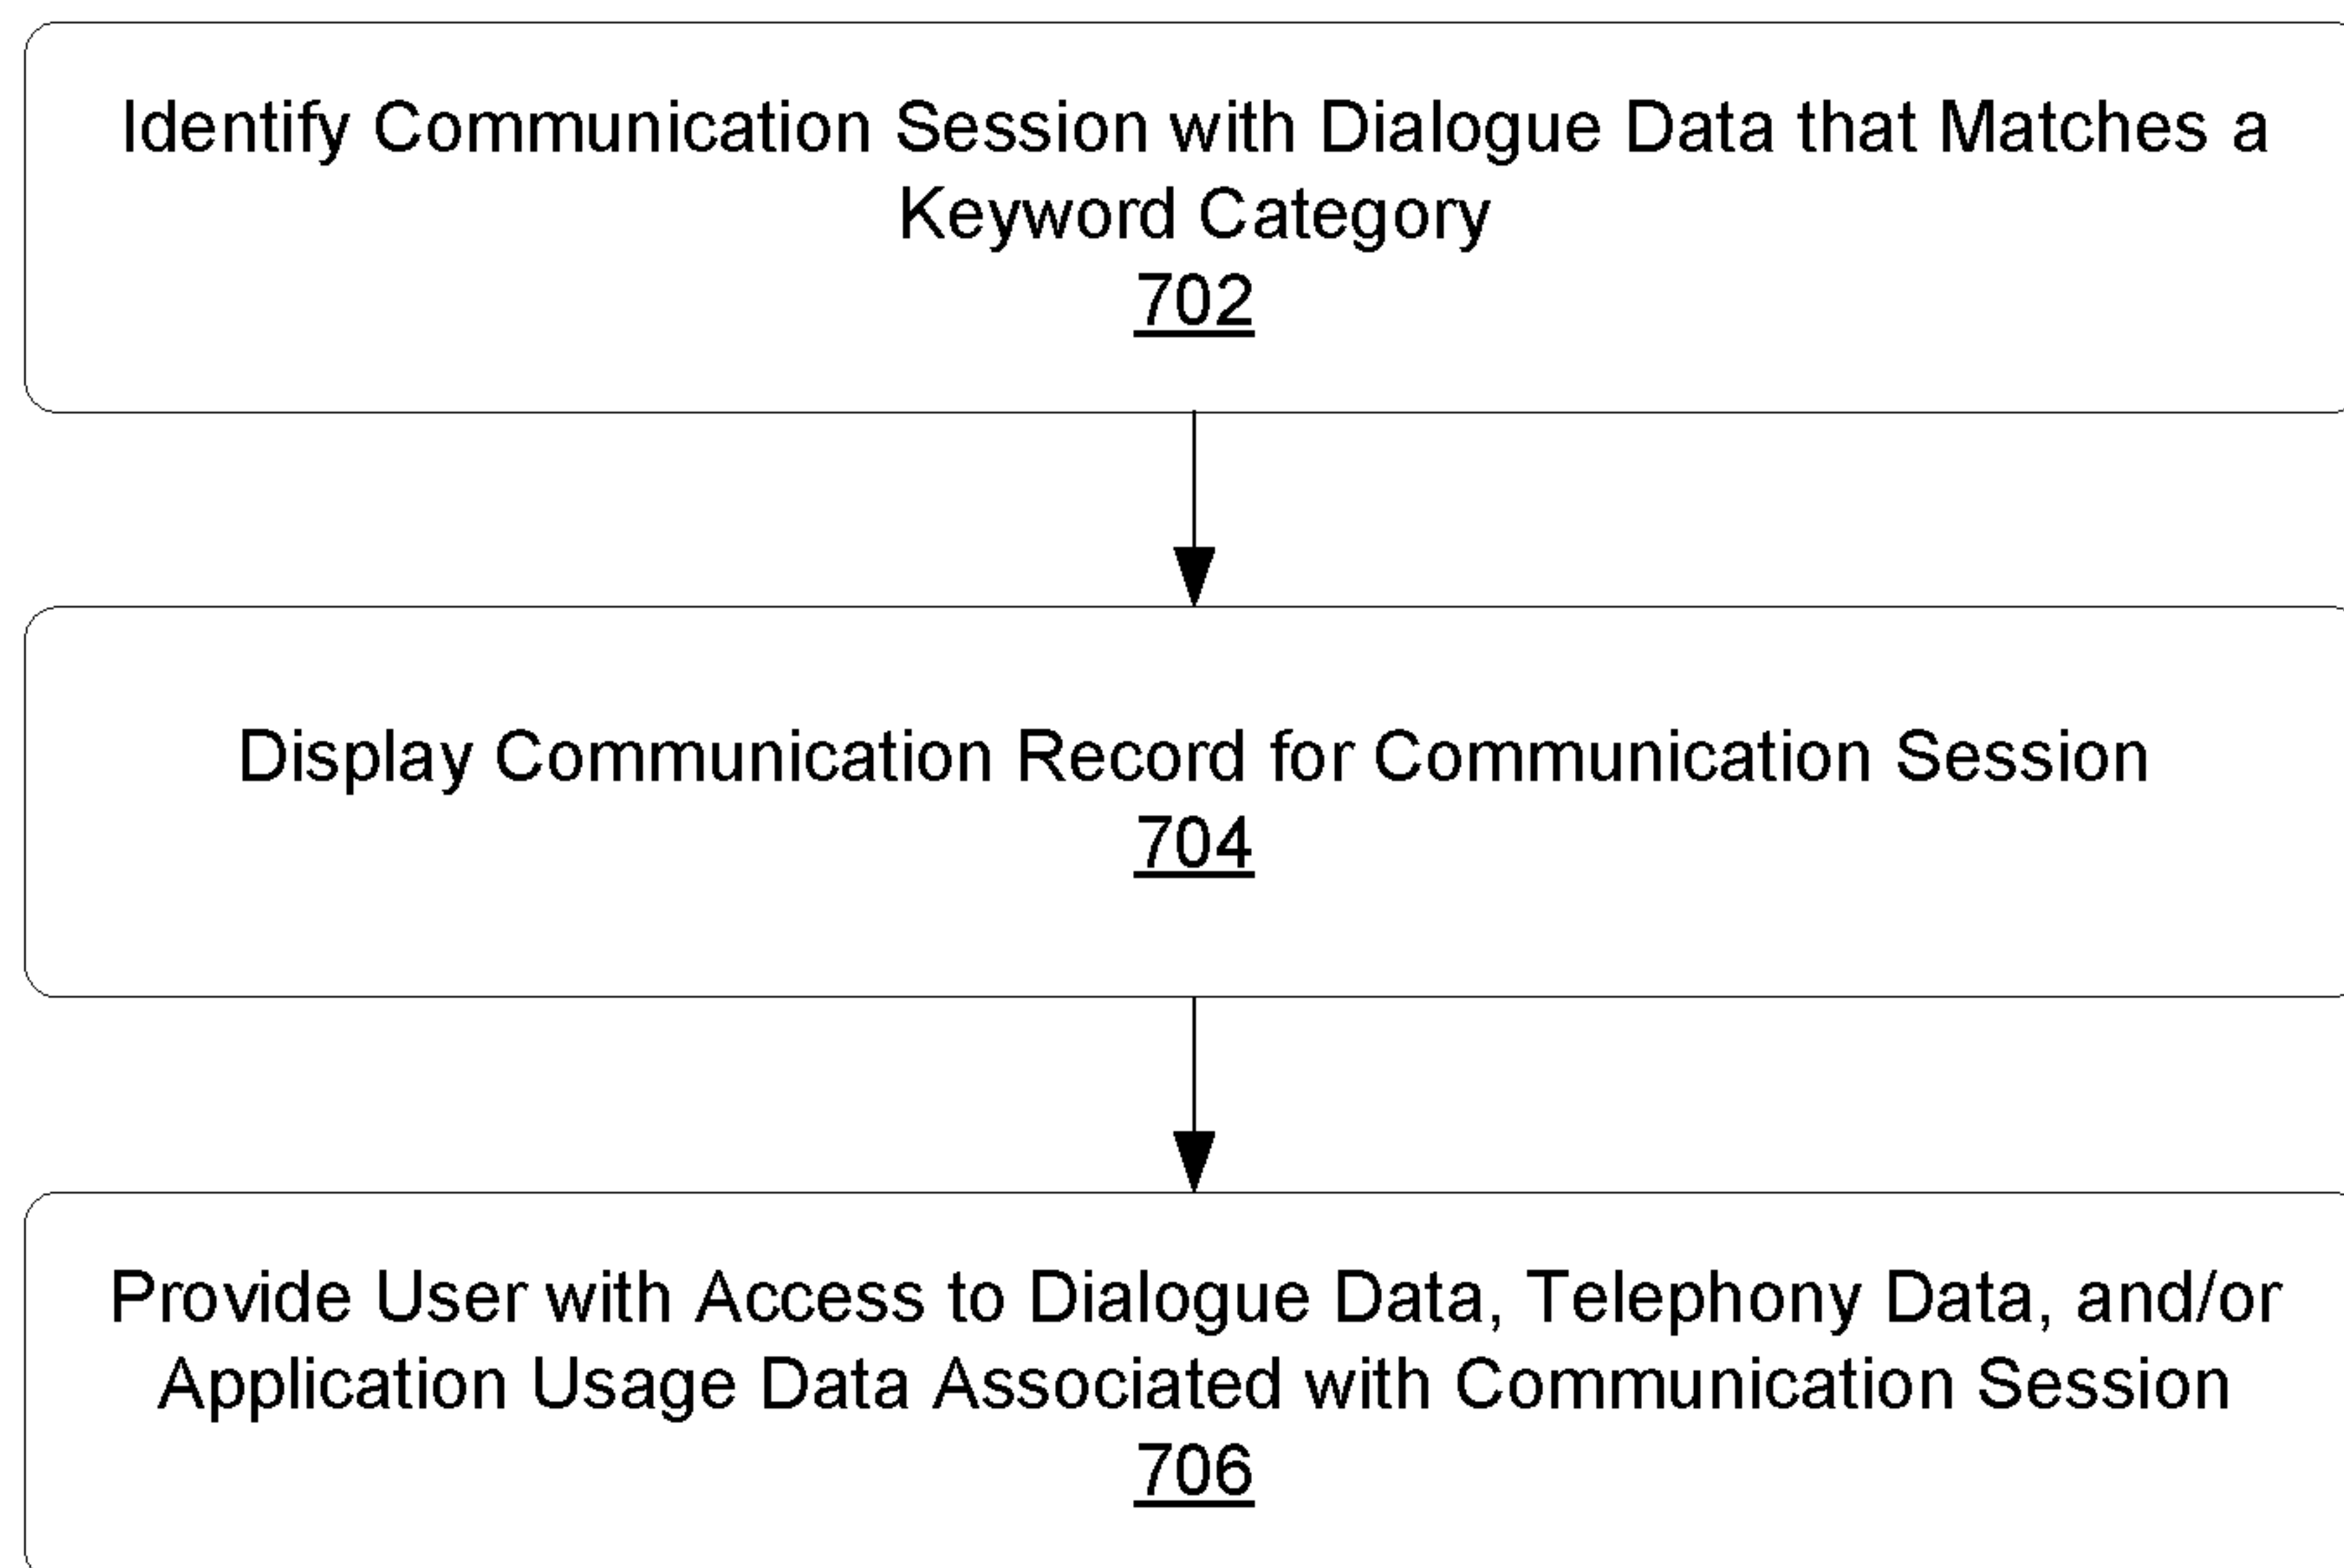 Identify Communication Session with Dialogue Data that Matches a
Keyword Category
702
Display Communication Record for Communication Session
704
Provide User with Access to Dialogue Data, Telephony Data, and/or
Application Usage Data Associated with Communication Session
706